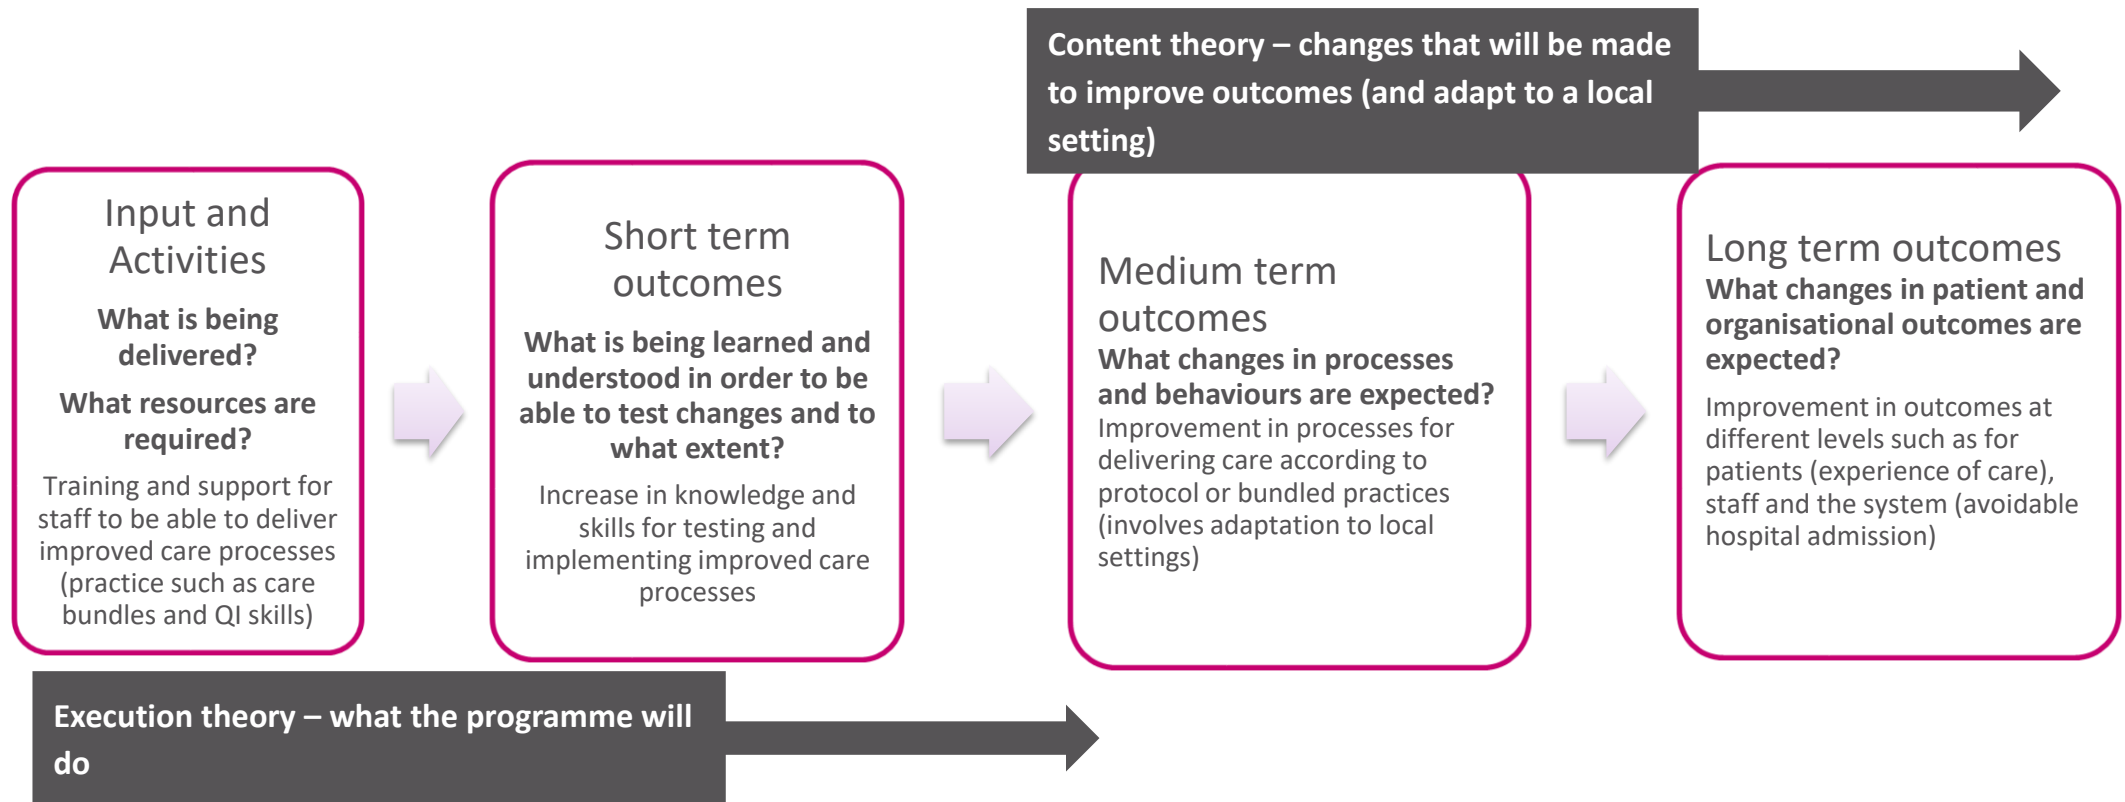 Content theory – changes that will be made
to improve outcomes (and adapt to a local
setting)
Input and
Activities
What is being
delivered?
What resources are
required?
Training and support for
staff to be able to deliver
improved care processes
(practice such as care
bundles and QI skills)
Short term
outcomes
What is being learned and
understood in order to be
able to test changes and to
what extent?
Increase in knowledge and
skills for testing and
implementing improved care
processes
Medium term
outcomes
What changes in processes
and behaviours are expected?
Improvement in processes for
delivering care according to
protocol or bundled practices
(involves adaptation to local
settings)
Long term outcomes
What changes in patient and
organisational outcomes are
expected?
Improvement in outcomes at
different levels such as for
patients (experience of care),
staff and the system (avoidable
hospital admission)
Execution theory – what the programme will
do